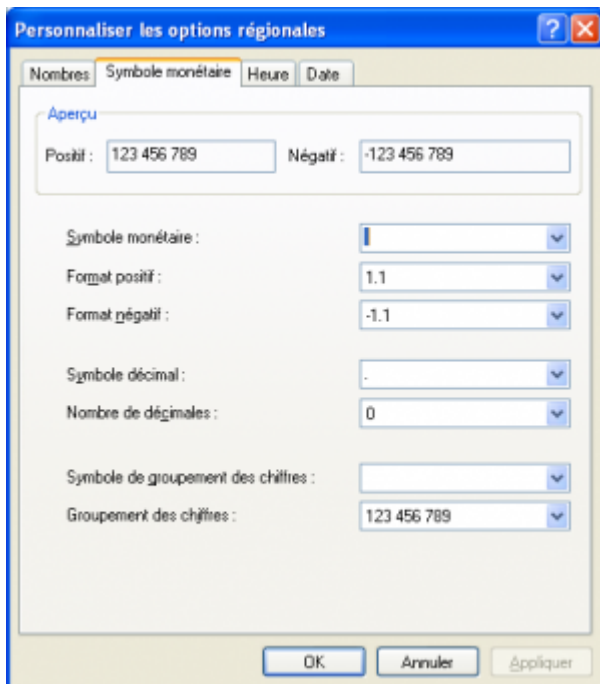 Personnaliser les options régionales
Nombres Symbole monétaire Heure Date
Aperçu
Positif : 123 456 789 Négatif : -123 456 789
Symbole monétaire :
Format positif : 1.1
Format négatif : -1.1
Symbole décimal : .
Nombre de décimales : 0
Symbole de groupement des chiffres :
Groupement des chiffres : 123 456 789
OK Annuler Appliquer